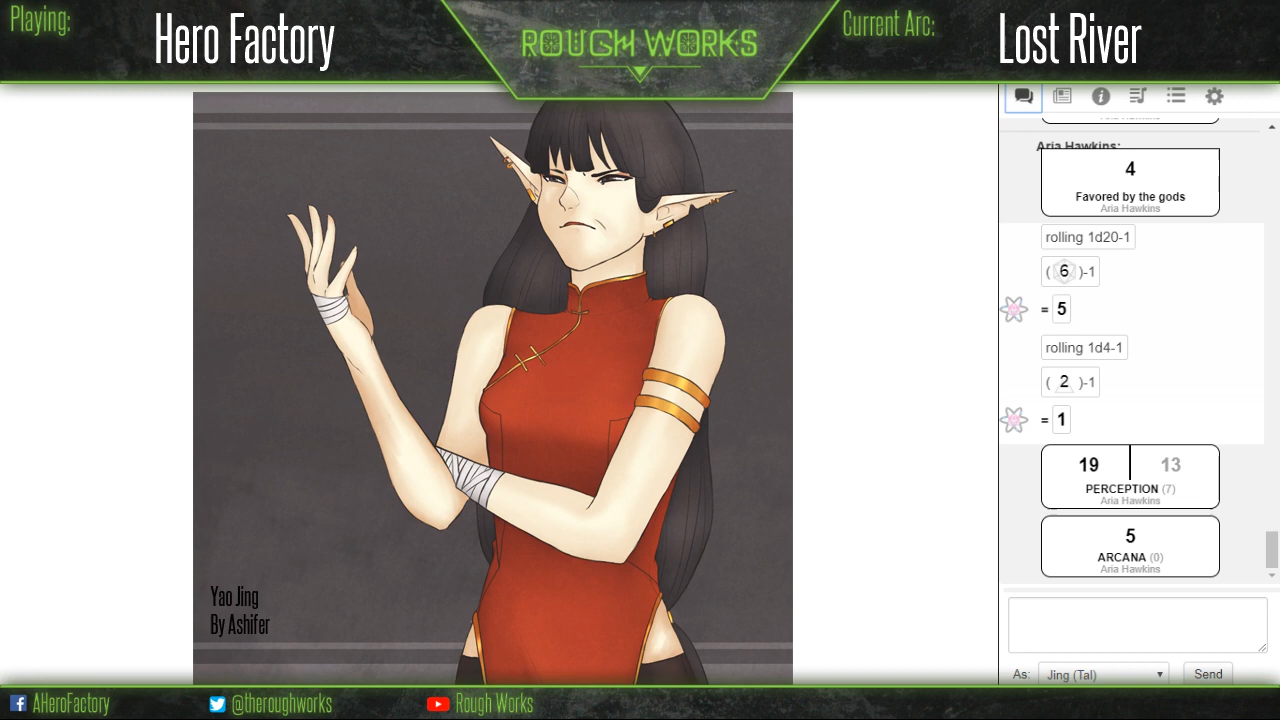 Playing:
Hero Factory
ROUGH WORKS
Current Arc:
Lost River
Aria Hawkins
Aria Hawkins:
4
Favored by the gods
Aria Hawkins
rolling 1d20-1
( 6 )-1
= 5
rolling 1d4-1
( 2 )-1
= 1
19 13
PERCEPTION (7)
Aria Hawkins
5
ARCANA (0)
Aria Hawkins
Yao Jing
By Ashifer
As: Jing (Tal) Send
AHeroFactory
@theroughworks
Rough Works